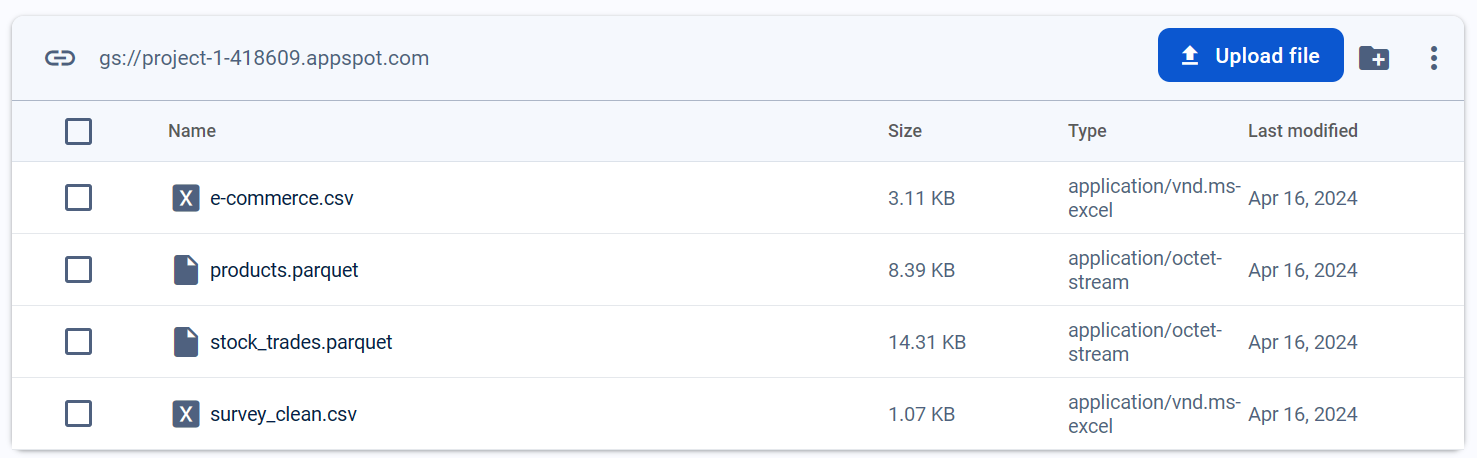 gs://project-1-418609.appspot.com Upload file
Name Size Type Last modified
X e-commerce.csv 3.11 KB application/vnd.ms-excel Apr 16, 2024
products.parquet 8.39 KB application/octet-stream Apr 16, 2024
stock_trades.parquet 14.31 KB application/octet-stream Apr 16, 2024
X survey_clean.csv 1.07 KB application/vnd.ms-excel Apr 16, 2024